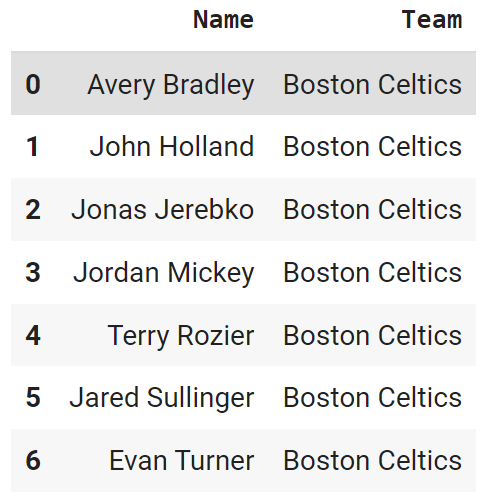 Name Team
0 Avery Bradley Boston Celtics
1 John Holland Boston Celtics
2 Jonas Jerebko Boston Celtics
3 Jordan Mickey Boston Celtics
4 Terry Rozier Boston Celtics
5 Jared Sullinger Boston Celtics
6 Evan Turner Boston Celtics